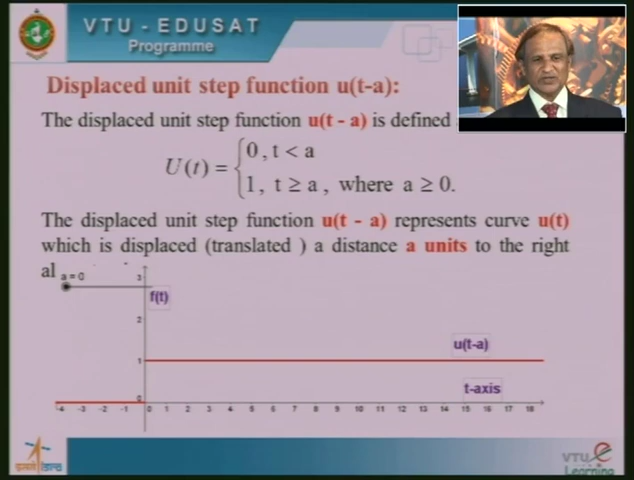 VTU - EDUSAT
Programme
Displaced unit step function u(t-a):
The displaced unit step function u(t - a) is defined
U(t) = {0 , t < a
1, t ≥ a , where a ≥ 0.
The displaced unit step function u(t - a) represents curve u(t)
which is displaced (translated ) a distance a units to the right
al
a = 0
3
f(t)
2
u(t-a)
1
t-axis
0
-4 -3 -2 -1 0 1 2 3 4 5 6 7 8 9 10 11 12 13 14 15 16 17 18
VTU e
Learning